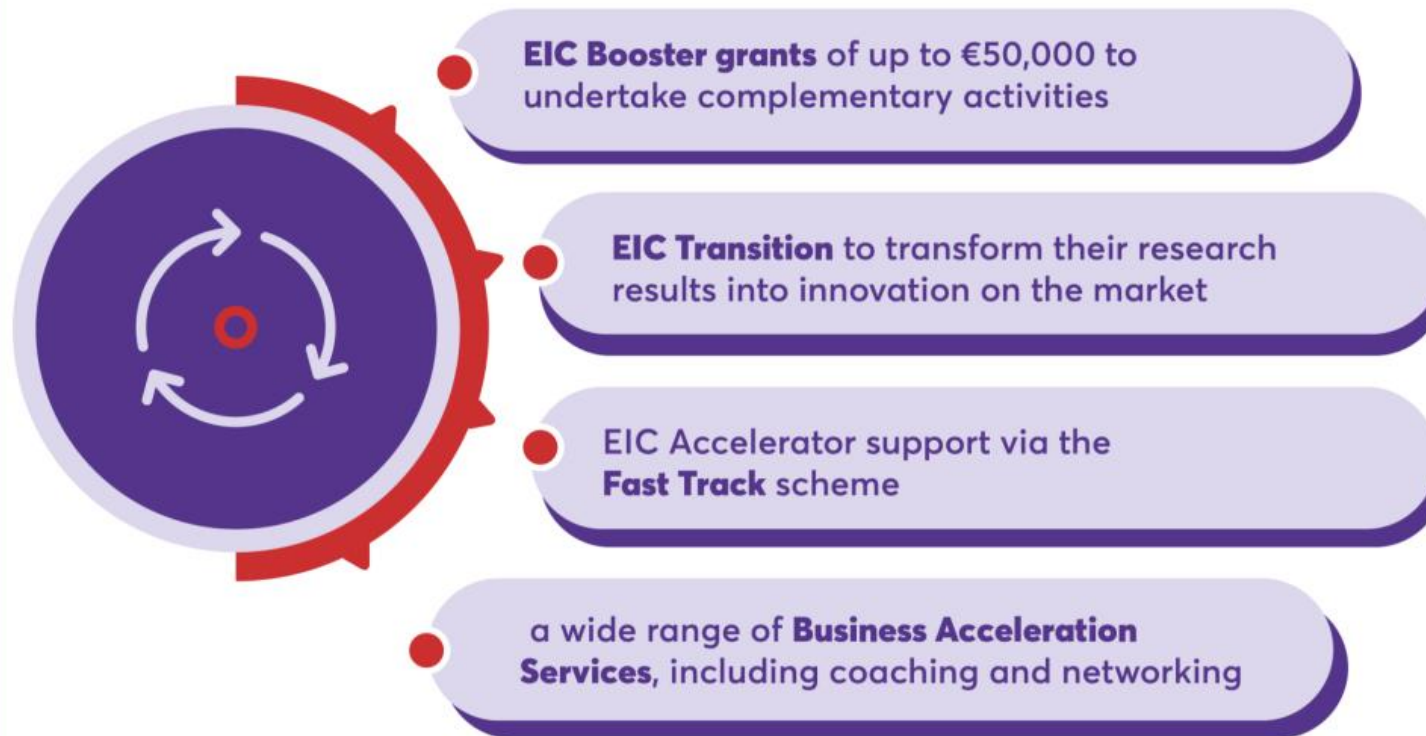 EIC Booster grants of up to €50,000 to
undertake complementary activities
EIC Transition to transform their research
results into innovation on the market
EIC Accelerator support via the
Fast Track scheme
a wide range of Business Acceleration
Services, including coaching and networking